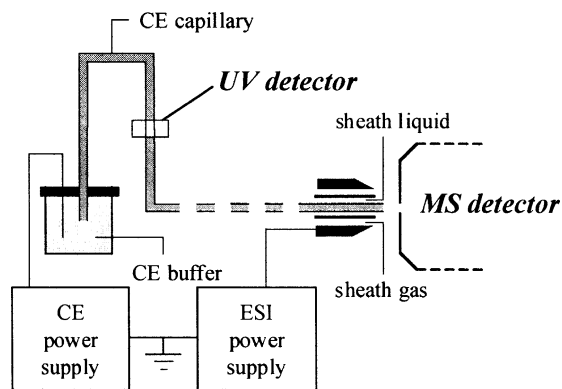 CE capillary
UV detector
sheath liquid
MS detector
CE buffer
sheath gas
CE
power
supply
ESI
power
supply